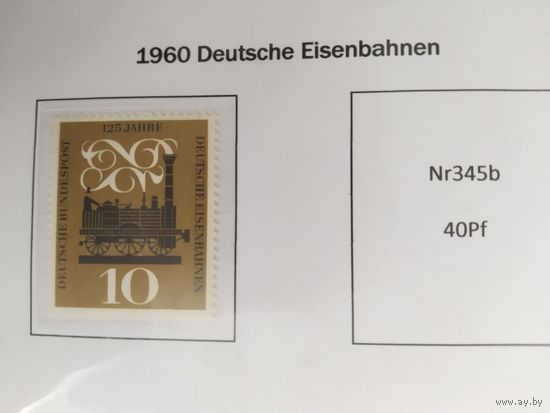 1960 Deutsche Eisenbahnen
125 JAHRE
DEUTSCHE BUNDESPOST
DEUTSCHE EISENBAHNEN
10
Nr345b
40Pf
© www.ay.by